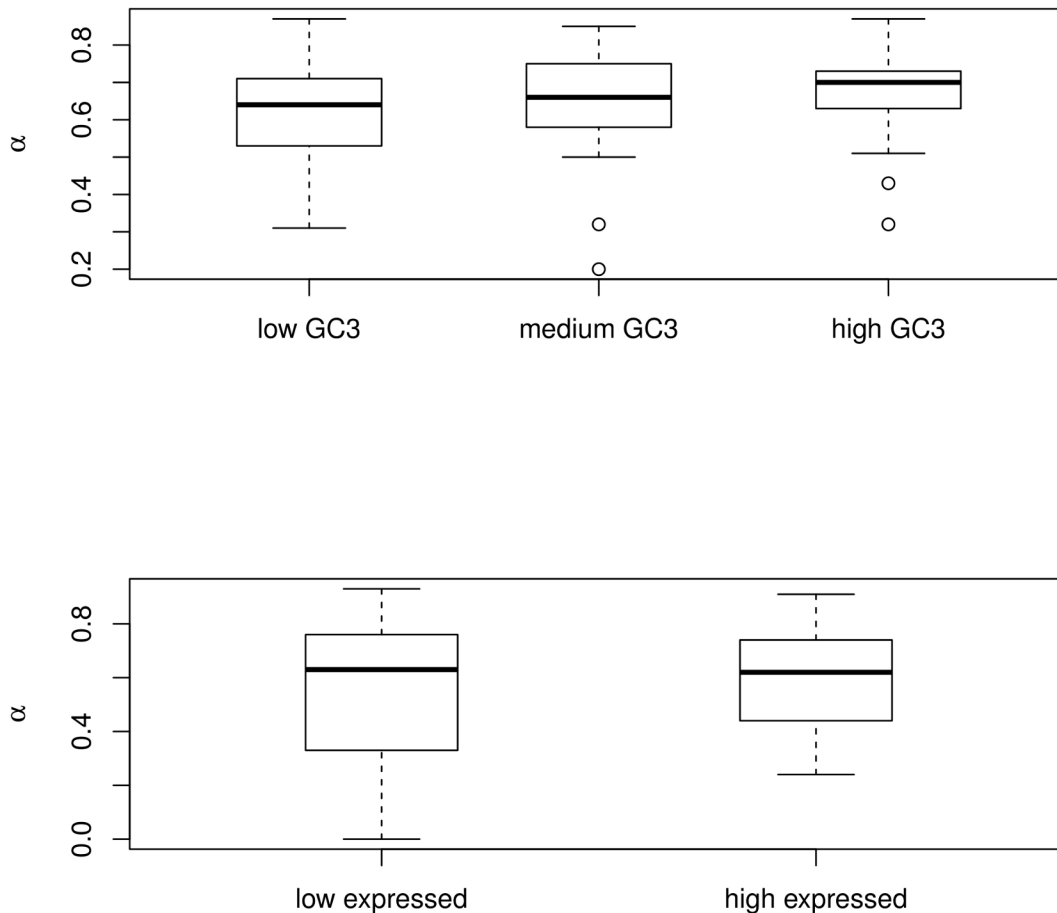 0.8
0.6
0.4
0.2
α
low GC3 medium GC3 high GC3
0.8
0.4
0.0
α
low expressed high expressed